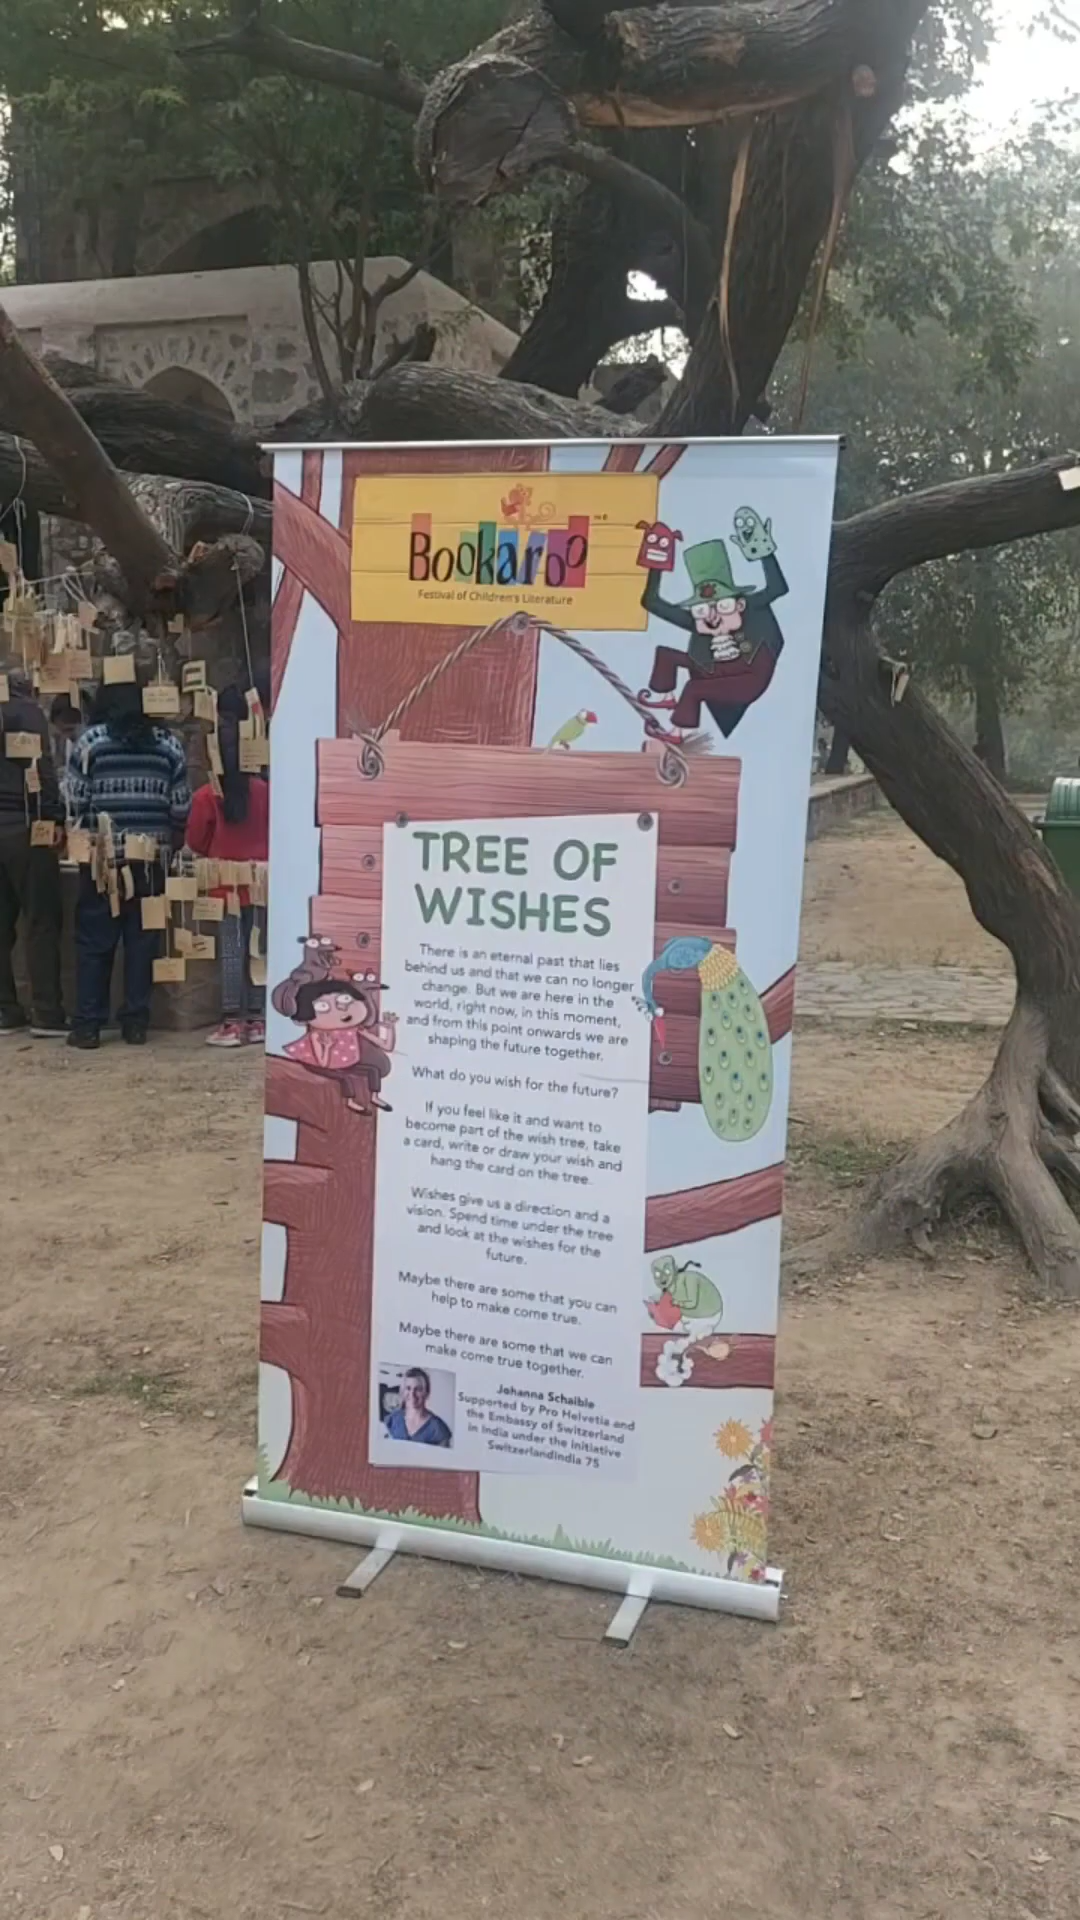 Bookaroo
Festival of Children's Literature
TREE OF
WISHES
There is an eternal past that lies
behind us and that we can no longer
change. But we are here in the
world, right now, in this moment,
and from this point onwards we are
shaping the future together.
What do you wish for the future?
If you feel like it and want to
become part of the wish tree, take
a card, write or draw your wish and
hang the card on the tree.
Wishes give us a direction and a
vision. Spend time under the tree
and look at the wishes for the
future.
Maybe there are some that you can
help to make come true.
Maybe there are some that we can
make come true together.
Johanna Schaible
Supported by Pro Helvetia and
the Embassy of Switzerland
in India under the initiative
SwitzerlandIndia 75